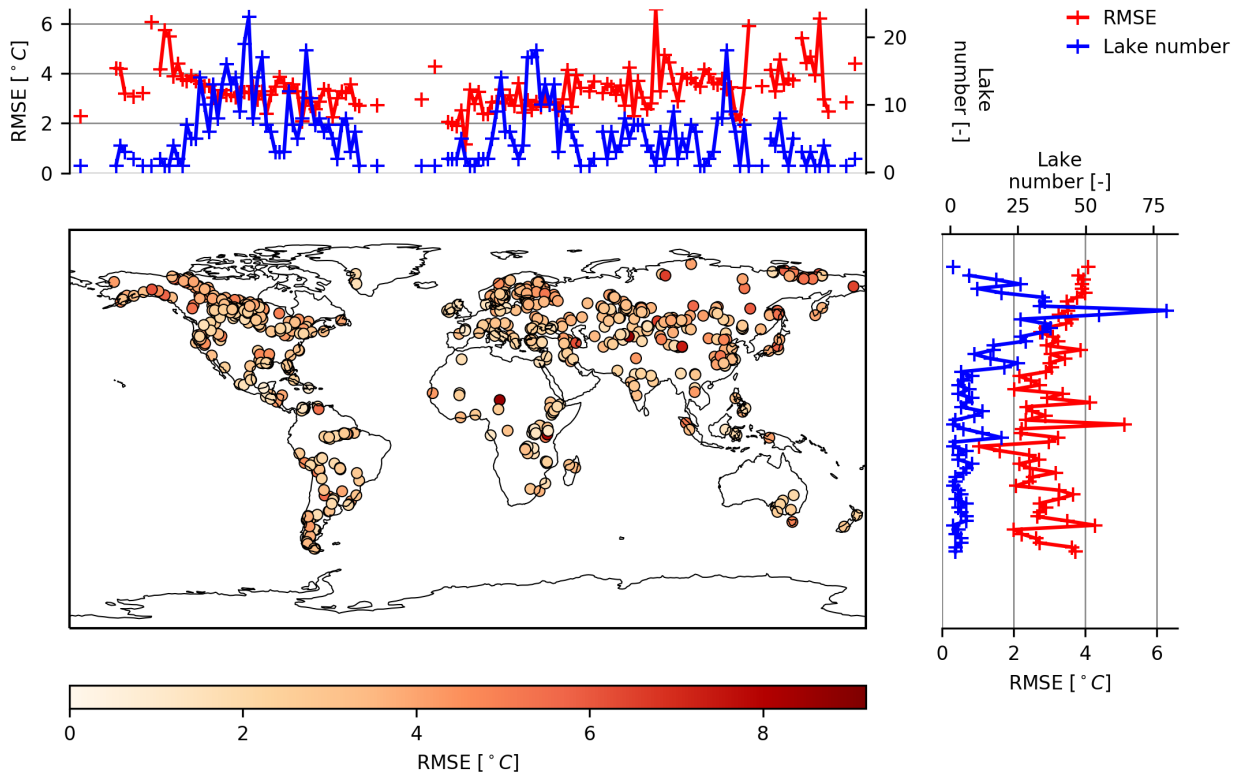 RMSE [°C]
6
4
2
0
20
10
0
Lake
number [-]
RMSE
Lake number
Lake
number [-]
0 25 50 75
0 2 4 6
RMSE [°C]
0 2 4 6 8
RMSE [°C]